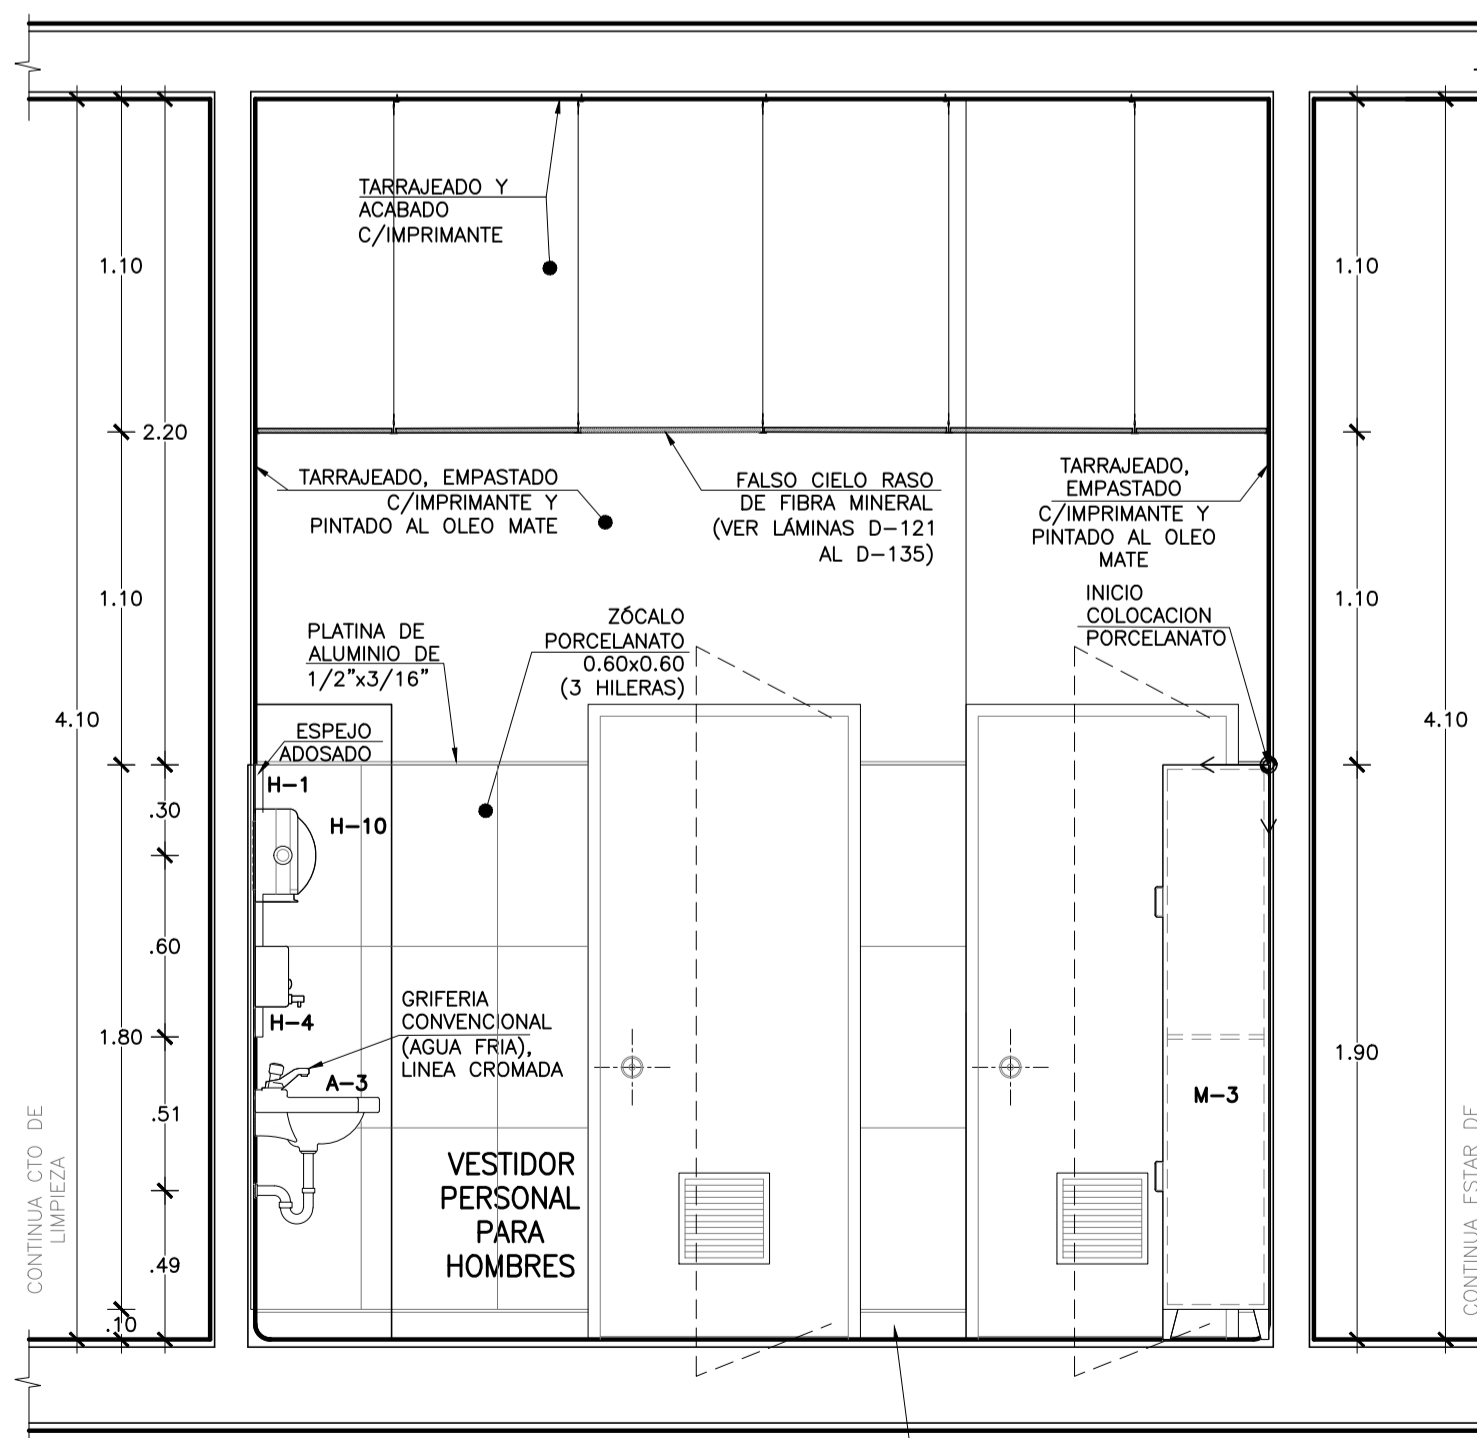 TARRAJEADO Y
ACABADO
C/IMPRIMANTE
1.10
1.10
2.20
TARRAJEADO, EMPASTADO
C/IMPRIMANTE Y
PINTADO AL OLEO MATE
FALSO CIELO RASO
DE FIBRA MINERAL
(VER LÁMINAS D-121
AL D-135)
TARRAJEADO,
EMPASTADO
C/IMPRIMANTE Y
PINTADO AL OLEO
MATE
1.10
1.10
INICIO
COLOCACION
PORCELANATO
ZÓCALO
PORCELANATO
0.60x0.60
(3 HILERAS)
PLATINA DE
ALUMINIO DE
1/2"x3/16"
4.10
4.10
ESPEJO
ADOSADO
H-1
H-10
.30
.60
H-4
GRIFERIA
CONVENCIONAL
(AGUA FRIA),
LINEA CROMADA
A-3
1.80
1.90
M-3
.51
VESTIDOR
PERSONAL
PARA
HOMBRES
.49
.10
CONTINUA CTO DE
LIMPIEZA
CONTINUA ESTAR DE